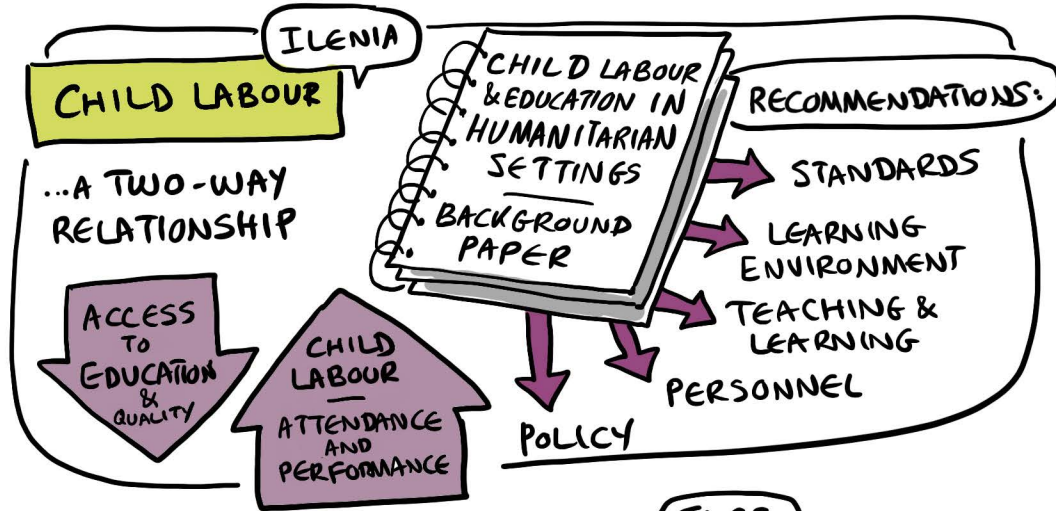 ILENIA
CHILD LABOUR
...A TWO-WAY
RELATIONSHIP
ACCESS
TO
EDUCATION
&
QUALITY
CHILD
LABOUR
ATTENDANCE
AND
PERFORMANCE
CHILD LABOUR
& EDUCATION IN
HUMANITARIAN
SETTINGS
BACKGROUND
PAPER
RECOMMENDATIONS:
STANDARDS
LEARNING
ENVIRONMENT
TEACHING &
LEARNING
PERSONNEL
POLICY